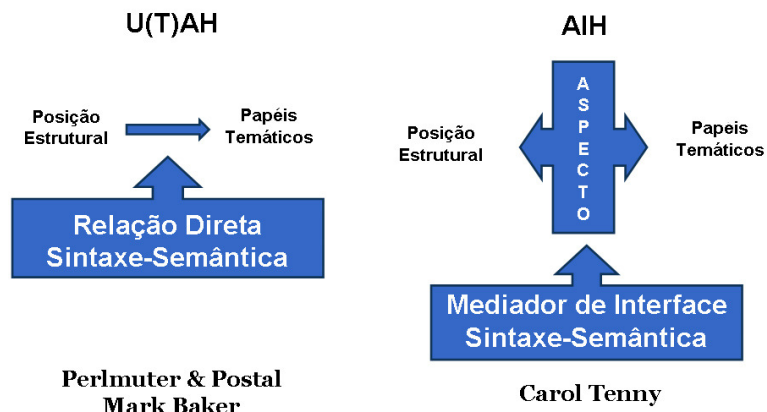 U(T)AH
Posição
Estrutural
Papéis
Temáticos
Relação Direta
Sintaxe-Semântica
Perlmuter & Postal
Mark Baker
AIH
Posição
Estrutural
ASPECTO
Papeis
Temáticos
Mediador de Interface
Sintaxe-Semântica
Carol Tenny